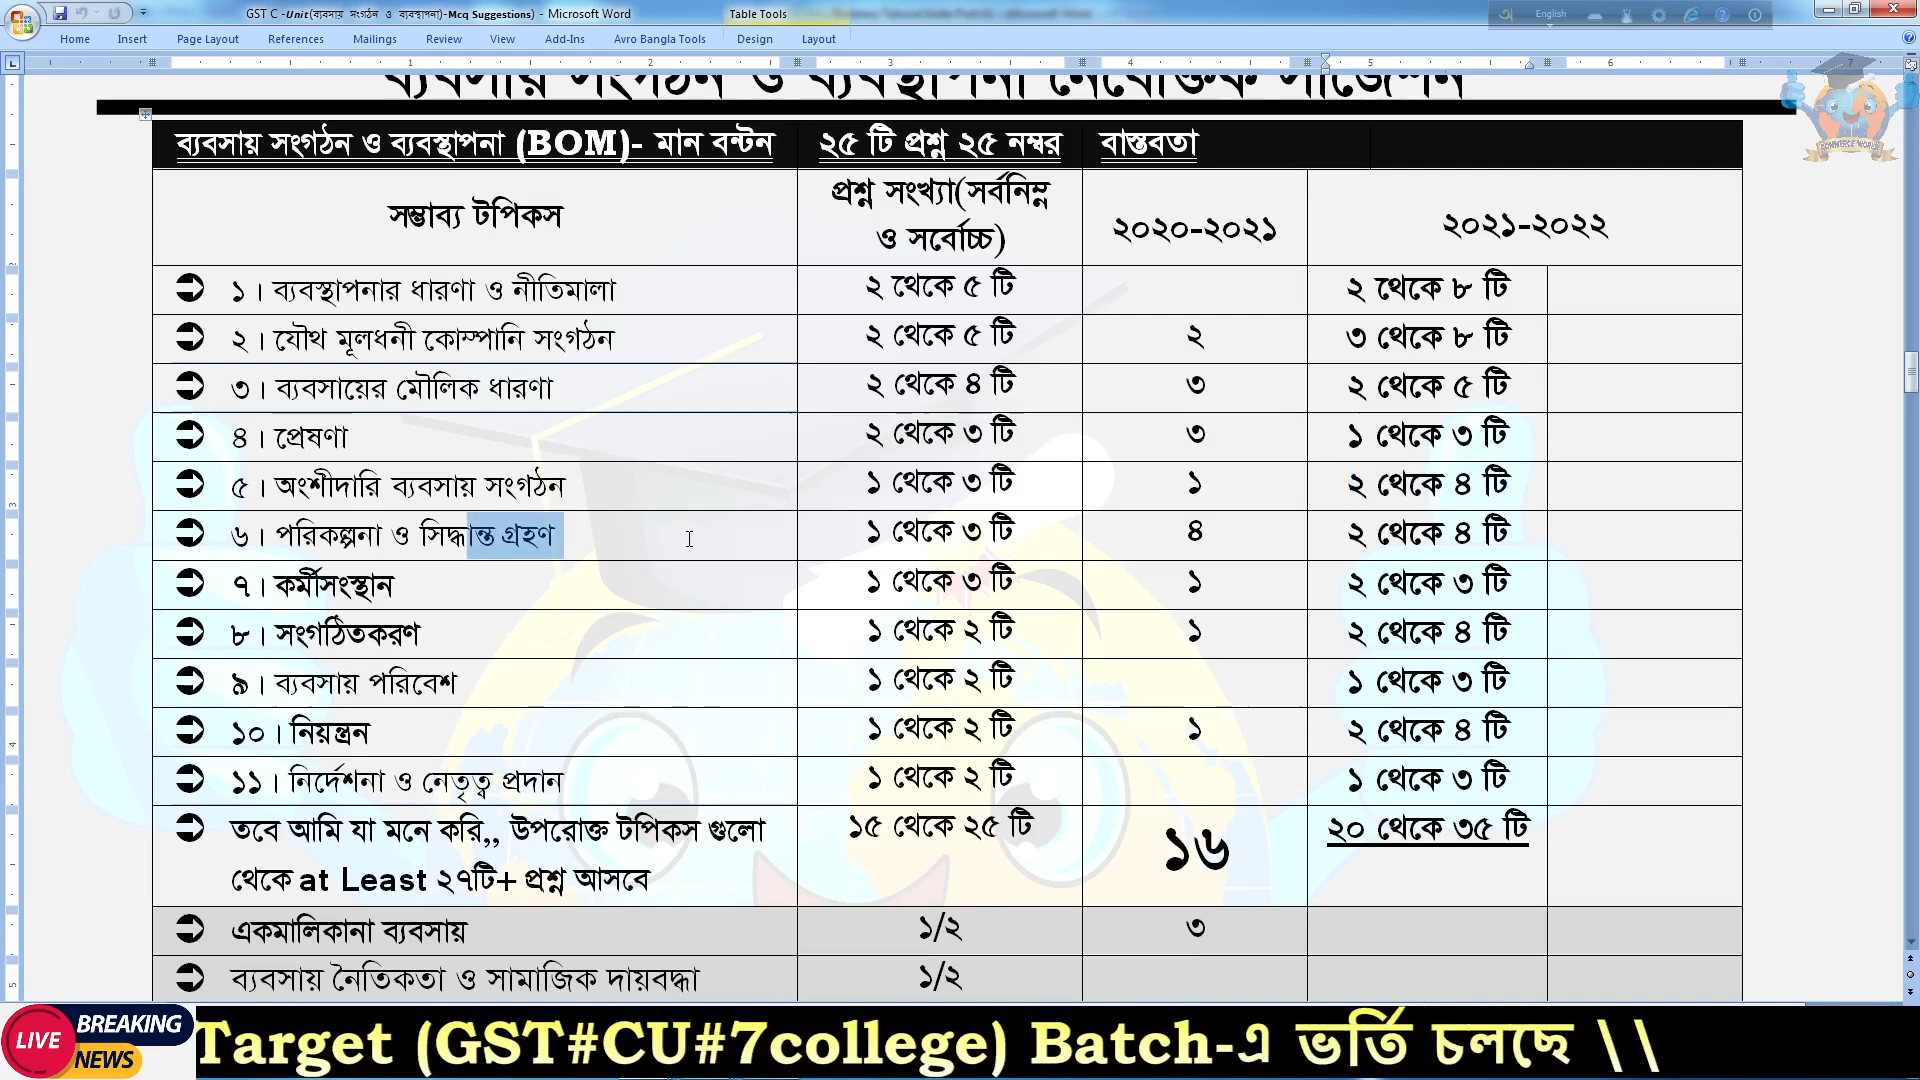 GST C -Unit(ব্যবসায় সংগঠন ও ব্যবস্থাপনা)-Mcq Suggestions) - Microsoft Word
Table Tools
English
Home Insert Page Layout References Mailings Review View Add-Ins Avro Bangla Tools Design Layout
ব্যবসায় সংগঠন ও ব্যবস্থাপনা নৈর্ব্যক্তিক সাজেশন
ব্যবসায় সংগঠন ও ব্যবস্থাপনা (BOM)- মান বন্টন ২৫ টি প্রশ্ন ২৫ নম্বর বাস্তবতা
সম্ভাব্য টপিকস প্রশ্ন সংখ্যা(সর্বনিম্ন ও সর্বোচ্চ) ২০২০-২০২১ ২০২১-২০২২
১। ব্যবস্থাপনার ধারণা ও নীতিমালা ২ থেকে ৫ টি ২ থেকে ৮ টি
২। যৌথ মূলধনী কোম্পানি সংগঠন ২ থেকে ৫ টি ২ ৩ থেকে ৮ টি
৩। ব্যবসায়ের মৌলিক ধারণা ২ থেকে ৪ টি ৩ ২ থেকে ৫ টি
৪। প্রেষণা ২ থেকে ৩ টি ৩ ১ থেকে ৩ টি
৫। অংশীদারি ব্যবসায় সংগঠন ১ থেকে ৩ টি ১ ২ থেকে ৪ টি
৬। পরিকল্পনা ও সিদ্ধান্ত গ্রহণ ১ থেকে ৩ টি ৪ ২ থেকে ৪ টি
৭। কর্মীসংস্থান ১ থেকে ৩ টি ১ ২ থেকে ৩ টি
৮। সংগঠিতকরণ ১ থেকে ২ টি ১ ২ থেকে ৪ টি
৯। ব্যবসায় পরিবেশ ১ থেকে ২ টি ১ থেকে ৩ টি
১০। নিয়ন্ত্রন ১ থেকে ২ টি ১ ২ থেকে ৪ টি
১১। নির্দেশনা ও নেতৃত্ব প্রদান ১ থেকে ২ টি ১ থেকে ৩ টি
তবে আমি যা মনে করি,, উপরোক্ত টপিকস গুলো ১৫ থেকে ২৫ টি ১৬ ২০ থেকে ৩৫ টি
থেকে at Least ২৭টি+ প্রশ্ন আসবে
একমালিকানা ব্যবসায় ১/২ ৩
ব্যবসায় নৈতিকতা ও সামাজিক দায়বদ্ধা ১/২
COMMERCE WORLD
LIVE BREAKING NEWS
Target (GST#CU#7college) Batch-এ ভর্তি চলছে \\